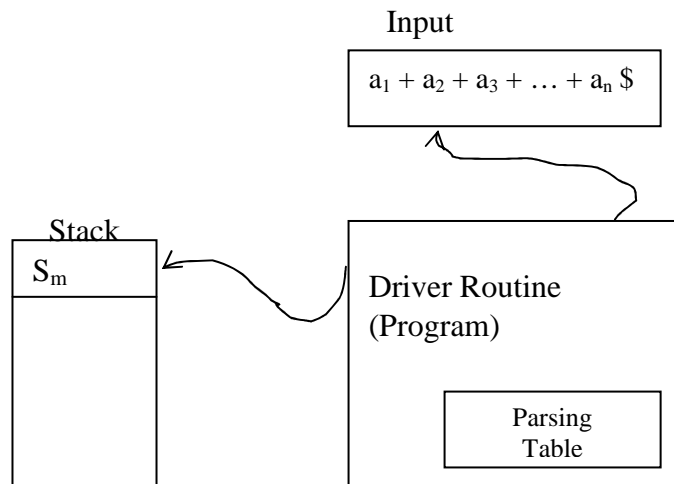 Input
a₁ + a₂ + a₃ + … + aₙ $
Stack
Sₘ
Driver Routine
(Program)
Parsing
Table